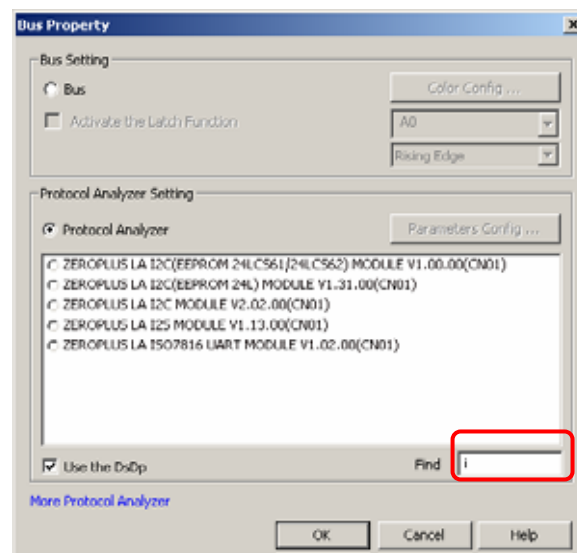 Bus Property
Bus Setting
Bus
Color Config ...
Activate the Latch Function
A0
Rising Edge
Protocol Analyzer Setting
Protocol Analyzer
Parameters Config ...
ZEROPLUS LA I2C(EEPROM 24LCS61/24LCS62) MODULE V1.00.00(CN01)
ZEROPLUS LA I2C(EEPROM 24L) MODULE V1.31.00(CN01)
ZEROPLUS LA I2C MODULE V2.02.00(CN01)
ZEROPLUS LA I2S MODULE V1.13.00(CN01)
ZEROPLUS LA ISO7816 UART MODULE V1.02.00(CN01)
Use the DsDp
Find
i
More Protocol Analyzer
OK
Cancel
Help